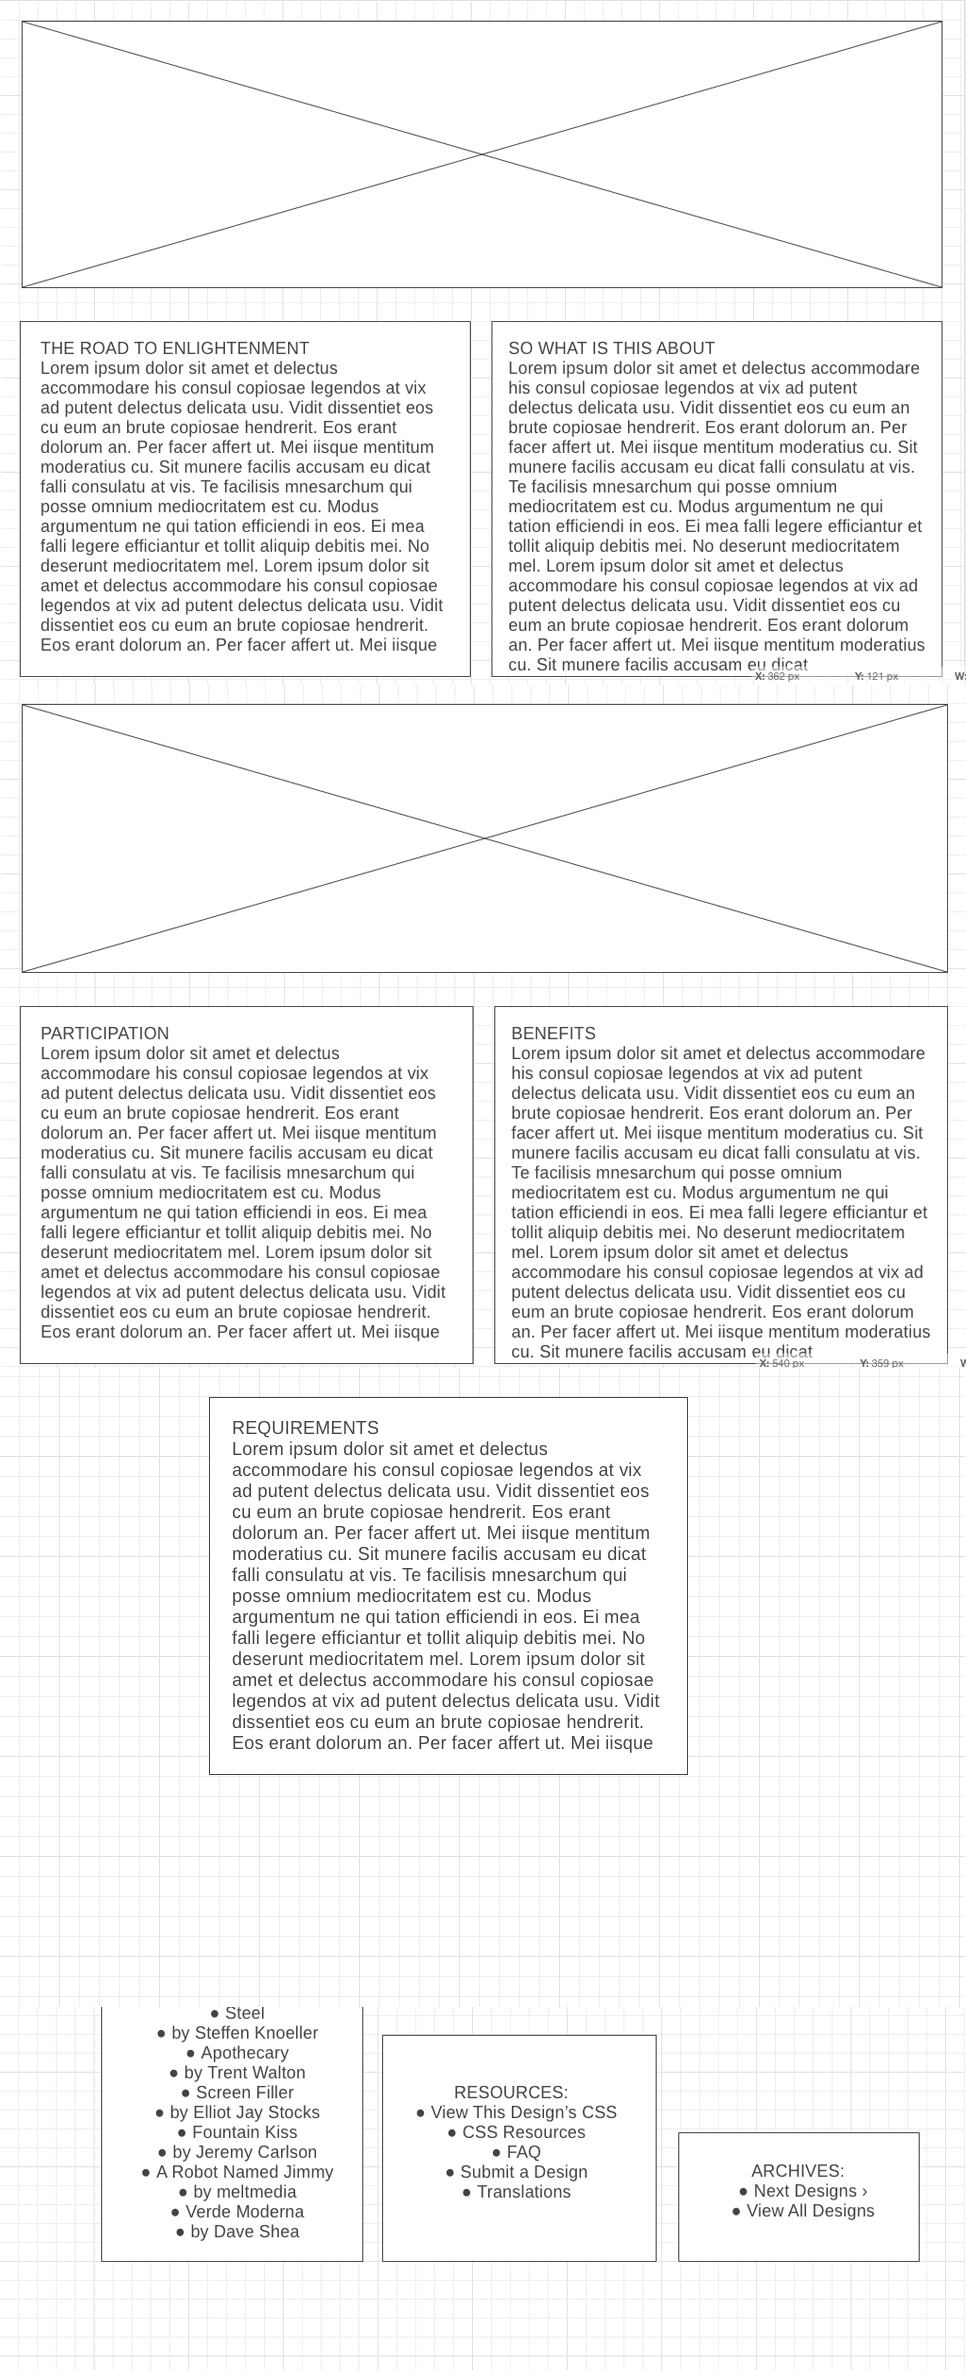 THE ROAD TO ENLIGHTENMENT
Lorem ipsum dolor sit amet et delectus
accommodare his consul copiosae legendos at vix
ad putent delectus delicata usu. Vidit dissentiet eos
cu eum an brute copiosae hendrerit. Eos erant
dolorum an. Per facer affert ut. Mei iisque mentitum
moderatius cu. Sit munere facilis accusam eu dicat
falli consulatu at vis. Te facilisis mnesarchum qui
posse omnium mediocritatem est cu. Modus
argumentum ne qui tation efficiendi in eos. Ei mea
falli legere efficiantur et tollit aliquip debitis mei. No
deserunt mediocritatem mel. Lorem ipsum dolor sit
amet et delectus accommodare his consul copiosae
legendos at vix ad putent delectus delicata usu. Vidit
dissentiet eos cu eum an brute copiosae hendrerit.
Eos erant dolorum an. Per facer affert ut. Mei iisque
SO WHAT IS THIS ABOUT
Lorem ipsum dolor sit amet et delectus accommodare
his consul copiosae legendos at vix ad putent
delectus delicata usu. Vidit dissentiet eos cu eum an
brute copiosae hendrerit. Eos erant dolorum an. Per
facer affert ut. Mei iisque mentitum moderatius cu. Sit
munere facilis accusam eu dicat falli consulatu at vis.
Te facilisis mnesarchum qui posse omnium
mediocritatem est cu. Modus argumentum ne qui
tation efficiendi in eos. Ei mea falli legere efficiantur et
tollit aliquip debitis mei. No deserunt mediocritatem
mel. Lorem ipsum dolor sit amet et delectus
accommodare his consul copiosae legendos at vix ad
putent delectus delicata usu. Vidit dissentiet eos cu
eum an brute copiosae hendrerit. Eos erant dolorum
an. Per facer affert ut. Mei iisque mentitum moderatius
cu. Sit munere facilis accusam eu dicat
X: 362 px Y: 121 px W:
PARTICIPATION
Lorem ipsum dolor sit amet et delectus
accommodare his consul copiosae legendos at vix
ad putent delectus delicata usu. Vidit dissentiet eos
cu eum an brute copiosae hendrerit. Eos erant
dolorum an. Per facer affert ut. Mei iisque mentitum
moderatius cu. Sit munere facilis accusam eu dicat
falli consulatu at vis. Te facilisis mnesarchum qui
posse omnium mediocritatem est cu. Modus
argumentum ne qui tation efficiendi in eos. Ei mea
falli legere efficiantur et tollit aliquip debitis mei. No
deserunt mediocritatem mel. Lorem ipsum dolor sit
amet et delectus accommodare his consul copiosae
legendos at vix ad putent delectus delicata usu. Vidit
dissentiet eos cu eum an brute copiosae hendrerit.
Eos erant dolorum an. Per facer affert ut. Mei iisque
BENEFITS
Lorem ipsum dolor sit amet et delectus accommodare
his consul copiosae legendos at vix ad putent
delectus delicata usu. Vidit dissentiet eos cu eum an
brute copiosae hendrerit. Eos erant dolorum an. Per
facer affert ut. Mei iisque mentitum moderatius cu. Sit
munere facilis accusam eu dicat falli consulatu at vis.
Te facilisis mnesarchum qui posse omnium
mediocritatem est cu. Modus argumentum ne qui
tation efficiendi in eos. Ei mea falli legere efficiantur et
tollit aliquip debitis mei. No deserunt mediocritatem
mel. Lorem ipsum dolor sit amet et delectus
accommodare his consul copiosae legendos at vix ad
putent delectus delicata usu. Vidit dissentiet eos cu
eum an brute copiosae hendrerit. Eos erant dolorum
an. Per facer affert ut. Mei iisque mentitum moderatius
cu. Sit munere facilis accusam eu dicat
X: 540 px Y: 359 px
REQUIREMENTS
Lorem ipsum dolor sit amet et delectus
accommodare his consul copiosae legendos at vix
ad putent delectus delicata usu. Vidit dissentiet eos
cu eum an brute copiosae hendrerit. Eos erant
dolorum an. Per facer affert ut. Mei iisque mentitum
moderatius cu. Sit munere facilis accusam eu dicat
falli consulatu at vis. Te facilisis mnesarchum qui
posse omnium mediocritatem est cu. Modus
argumentum ne qui tation efficiendi in eos. Ei mea
falli legere efficiantur et tollit aliquip debitis mei. No
deserunt mediocritatem mel. Lorem ipsum dolor sit
amet et delectus accommodare his consul copiosae
legendos at vix ad putent delectus delicata usu. Vidit
dissentiet eos cu eum an brute copiosae hendrerit.
Eos erant dolorum an. Per facer affert ut. Mei iisque
● Steel
● by Steffen Knoeller
● Apothecary
● by Trent Walton
● Screen Filler
● by Elliot Jay Stocks
● Fountain Kiss
● by Jeremy Carlson
● A Robot Named Jimmy
● by meltmedia
● Verde Moderna
● by Dave Shea
RESOURCES:
● View This Design’s CSS
● CSS Resources
● FAQ
● Submit a Design
● Translations
ARCHIVES:
● Next Designs ›
● View All Designs